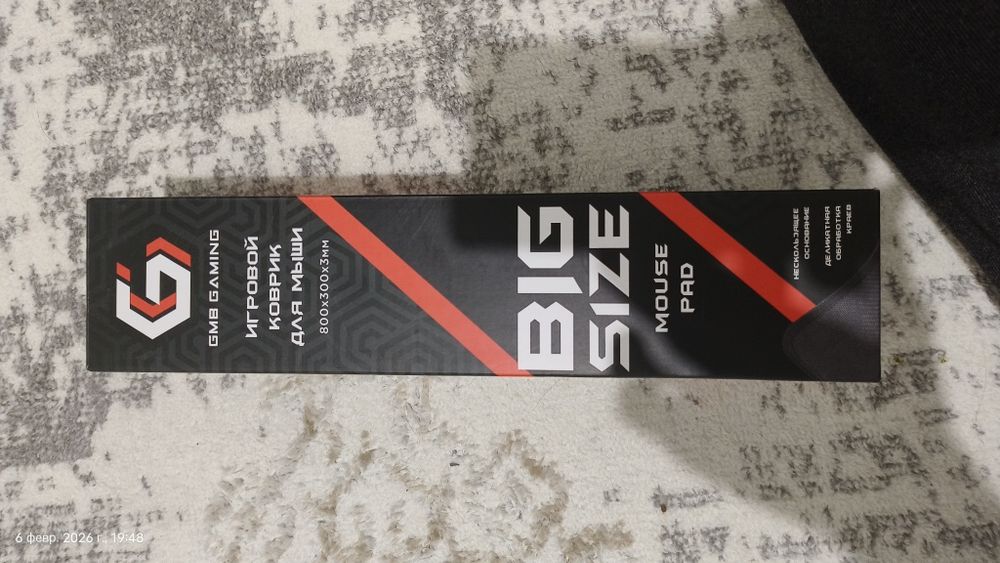 GMB GAMING
ИГРОВОЙ
КОВРИК
ДЛЯ МЫШИ
800x300x3мм
BIG
SIZE
MOUSE
PAD
НЕСКОЛЬЗЯЩЕЕ
ОСНОВАНИЕ
ДЕЛИКАТНАЯ
ОБРАБОТКА
КРАЕВ
6 февр. 2026 г., 19:48